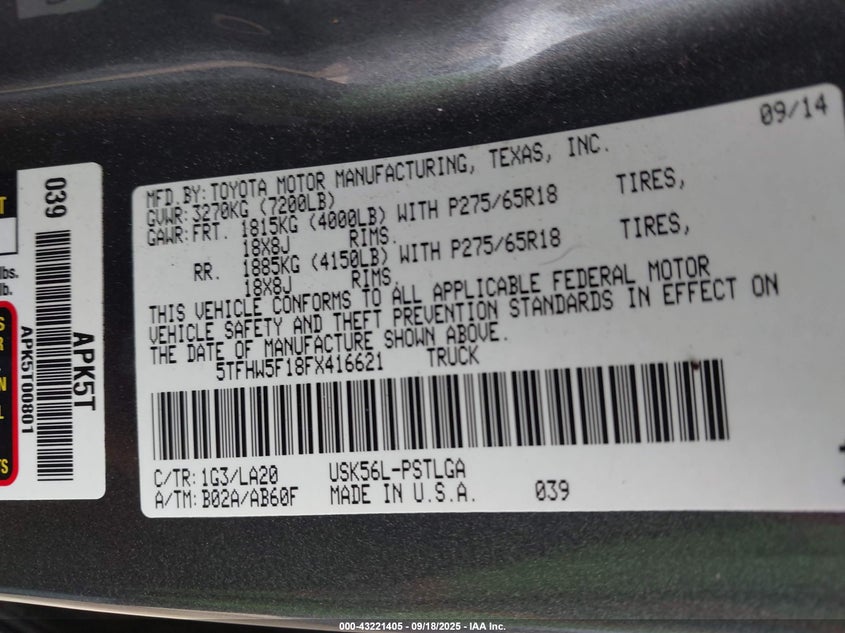 09/14
MFD.BY: TOYOTA MOTOR MANUFACTURING, TEXAS, INC.
GVWR: 3270KG (7200LB)
GAWR: FRT. 1815KG (4000LB) WITH P275/65R18 TIRES,
18X8J RIMS.
RR. 1885KG (4150LB) WITH P275/65R18 TIRES,
18X8J RIMS.
THIS VEHICLE CONFORMS TO ALL APPLICABLE FEDERAL MOTOR
VEHICLE SAFETY AND THEFT PREVENTION STANDARDS IN EFFECT ON
THE DATE OF MANUFACTURE SHOWN ABOVE.
5TFHW5F18FX416621 TRUCK
C/TR: 1G3/LA20 USK56L-PSTLGA
A/TM: B02A/AB60F MADE IN U.S.A. 039
039
APK5T00801
APK5T
lbs.
lb.
000-43221405 - 09/18/2025 - IAA Inc.